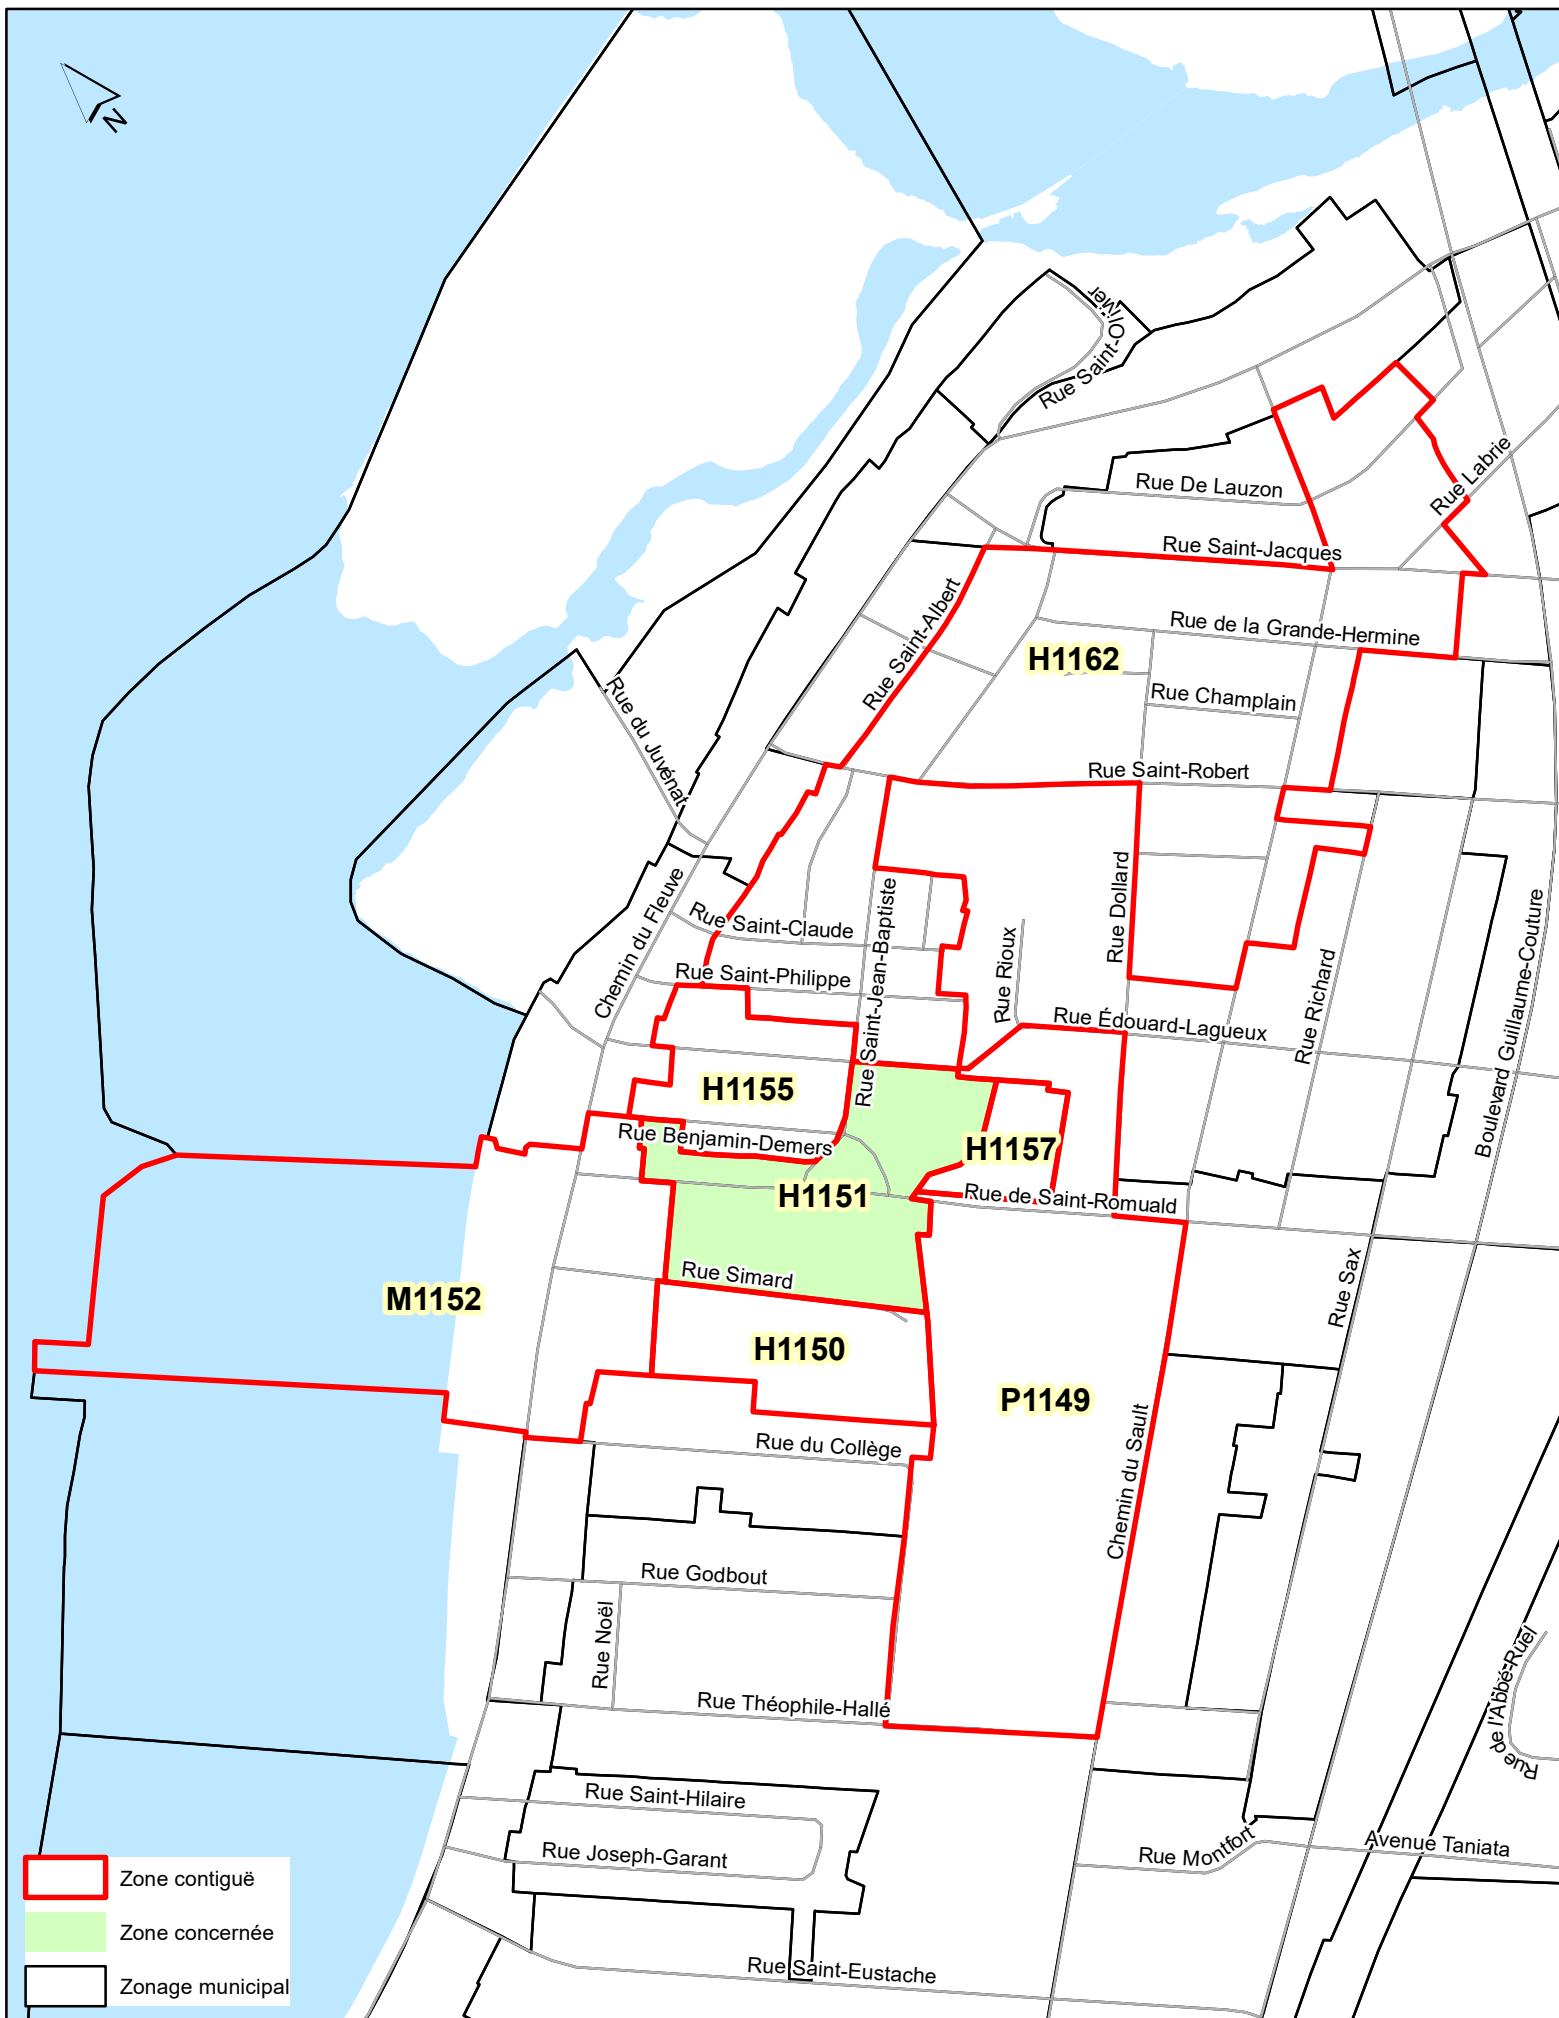 N
Rue Saint-Olivier
Rue Labrie
Rue De Lauzon
Rue Saint-Jacques
Rue Saint-Albert
Rue de la Grande-Hermine
H1162
Rue Champlain
Rue du Juvénat
Rue Saint-Robert
Rue Dollard
Chemin du Fleuve
Rue Saint-Claude
Rue Saint-Jean-Baptiste
Rue Saint-Philippe
Rue Rioux
Rue Richard
Boulevard Guillaume-Couture
Rue Édouard-Lagueux
H1155
Rue Benjamin-Demers
H1157
H1151
Rue de Saint-Romuald
Rue Simard
Rue Sax
M1152
H1150
P1149
Chemin du Sault
Rue du Collège
Rue Godbout
Rue Noël
Rue Théophile-Hallé
Rue de l'Abbé-Ruel
Rue Saint-Hilaire
Rue Joseph-Garant
Rue Montfort
Avenue Taniata
Rue Saint-Eustache
Zone contiguë
Zone concernée
Zonage municipal